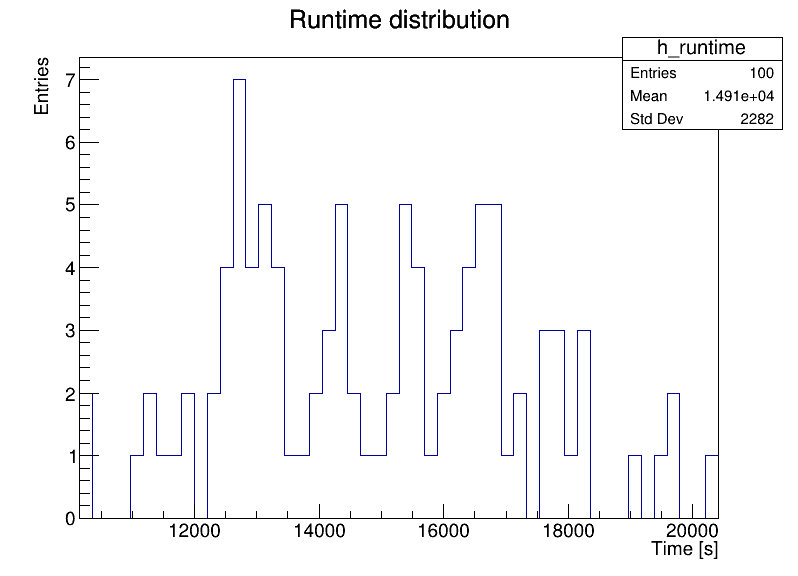 Runtime distribution
h_runtime
Entries 100
Mean 1.491e+04
Std Dev 2282
Entries
7
6
5
4
3
2
1
0
12000 14000 16000 18000 20000
Time [s]